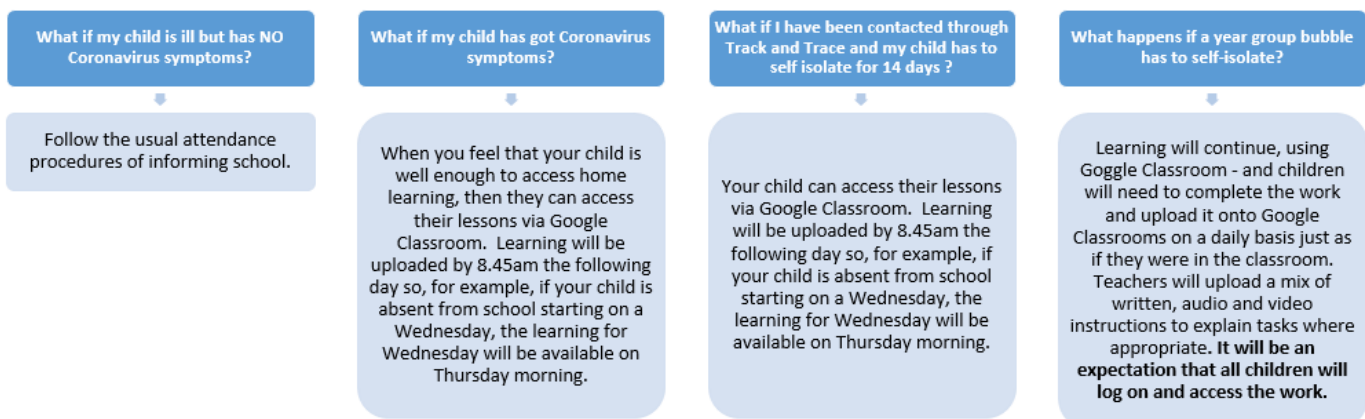 What if my child is ill but has NO
Coronavirus symptoms?
Follow the usual attendance
procedures of informing school.
What if my child has got Coronavirus
symptoms?
When you feel that your child is
well enough to access home
learning, then they can access
their lessons via Google
Classroom.  Learning will be
uploaded by 8.45am the following
day so, for example, if your child is
absent from school starting on a
Wednesday, the learning for
Wednesday will be available on
Thursday morning.
What if I have been contacted through
Track and Trace and my child has to
self isolate for 14 days ?
Your child can access their lessons
via Google Classroom.  Learning
will be uploaded by 8.45am the
following day so, for example, if
your child is absent from school
starting on a Wednesday, the
learning for Wednesday will be
available on Thursday morning.
What happens if a year group bubble
has to self-isolate?
Learning will continue, using
Goggle Classroom - and children
will need to complete the work
and upload it onto Google
Classrooms on a daily basis just as
if they were in the classroom.
Teachers will upload a mix of
written, audio and video
instructions to explain tasks where
appropriate. It will be an
expectation that all children will
log on and access the work.